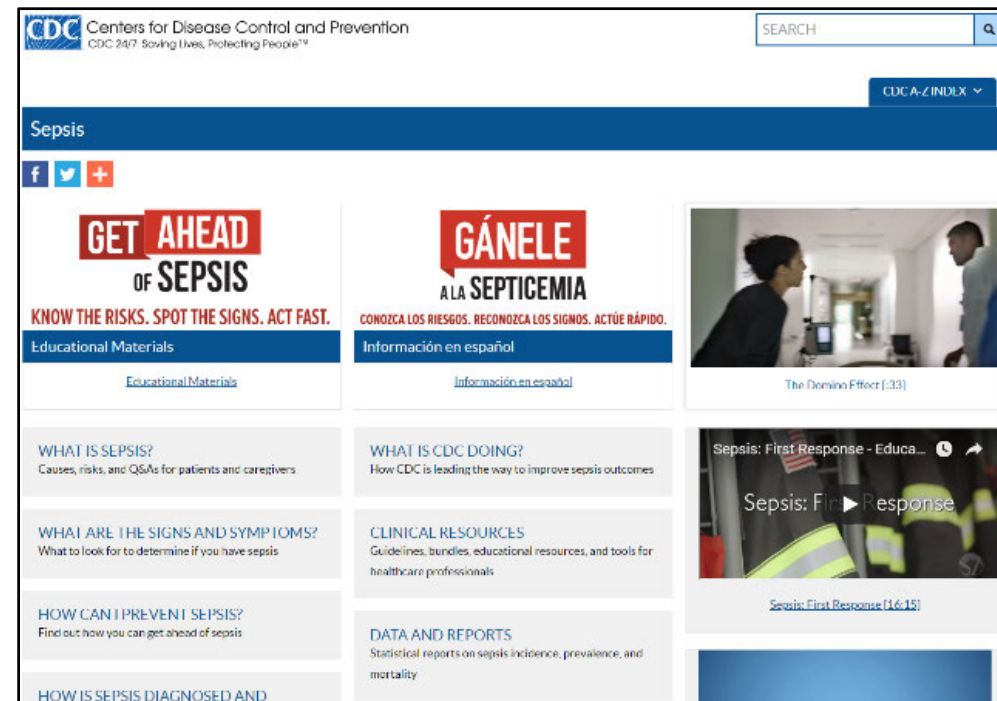 CDC Centers for Disease Control and Prevention
CDC 24/7: Saving Lives, Protecting People™
SEARCH
CDC A-Z INDEX
Sepsis
GET AHEAD
OF SEPSIS
KNOW THE RISKS. SPOT THE SIGNS. ACT FAST.
Educational Materials
Educational Materials
GÁNELE
A LA SEPTICEMIA
CONOZCA LOS RIESGOS. RECONOZCA LOS SIGNOS. ACTÚE RÁPIDO.
Información en español
Información en español
The Domino Effect [:33]
WHAT IS SEPSIS?
Causes, risks, and Q&As for patients and caregivers
WHAT ARE THE SIGNS AND SYMPTOMS?
What to look for to determine if you have sepsis
HOW CAN I PREVENT SEPSIS?
Find out how you can get ahead of sepsis
HOW IS SEPSIS DIAGNOSED AND
WHAT IS CDC DOING?
How CDC is leading the way to improve sepsis outcomes
CLINICAL RESOURCES
Guidelines, bundles, educational resources, and tools for
healthcare professionals
DATA AND REPORTS
Statistical reports on sepsis incidence, prevalence, and
mortality
Sepsis: First Response - Educa...
Sepsis: First Response
Sepsis: First Response [16:15]